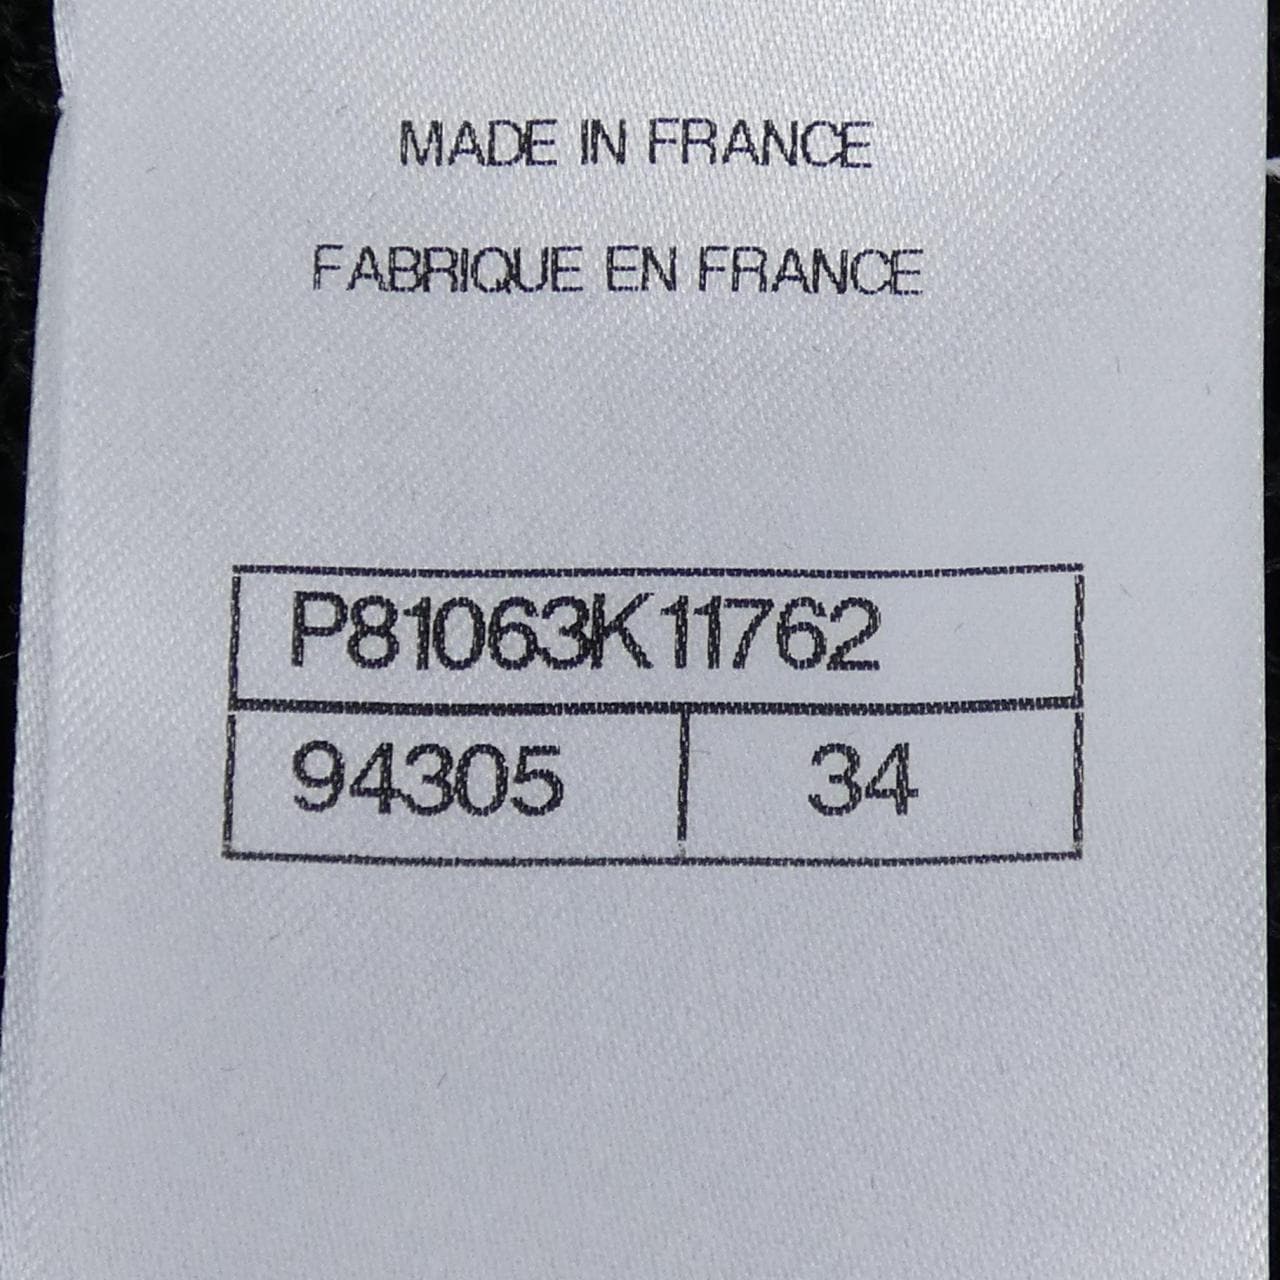 MADE IN FRANCE
FABRIQUE EN FRANCE
P81063K11762
94305 34